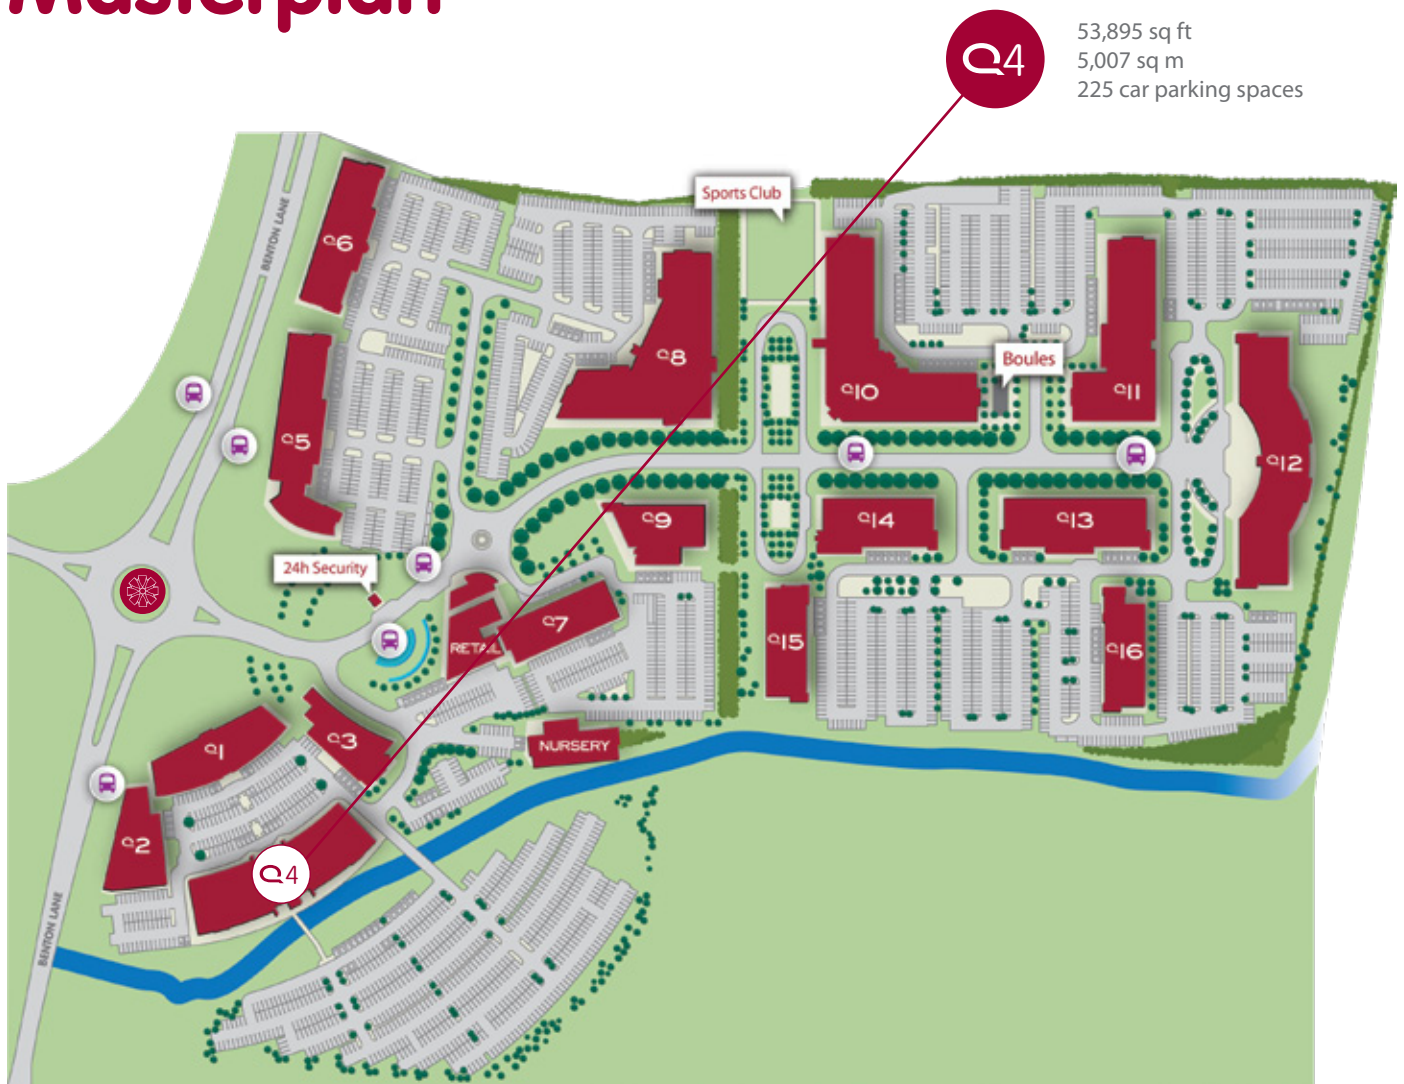 Masterplan
Q4
53,895 sq ft
5,007 sq m
225 car parking spaces
Sports Club
BENTON LANE
Q6
Q8
Boules
Q10
Q11
Q5
Q12
Q9
Q14
Q13
24h Security
Q7
RETAIL
Q15
Q16
Q1
Q3
NURSERY
Q2
Q4
BENTON LANE